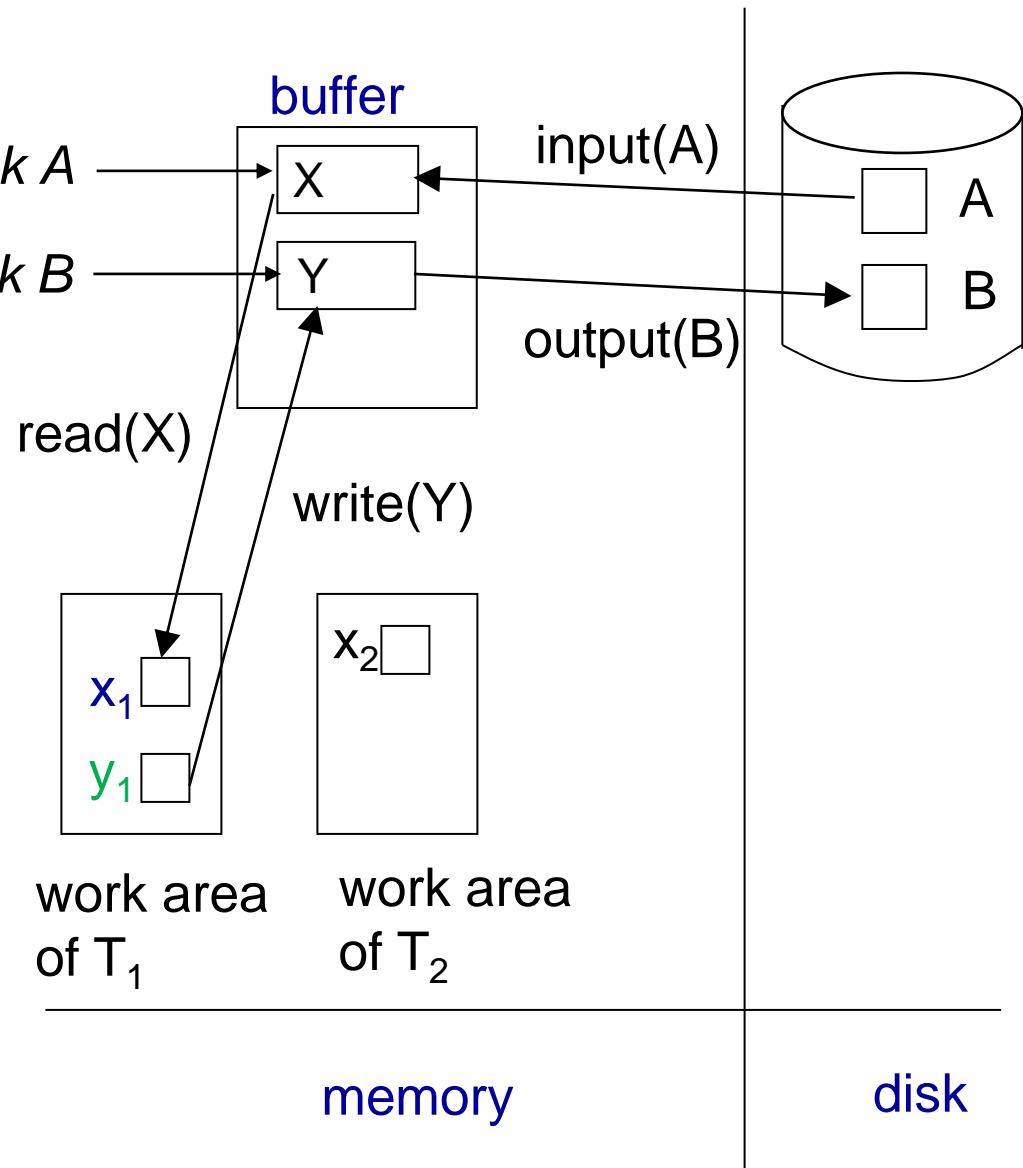 buffer
input(A)
k A
X
A
k B
Y
B
output(B)
read(X)
write(Y)
x₂
x₁
y₁
work area
of T₁
work area
of T₂
memory
disk